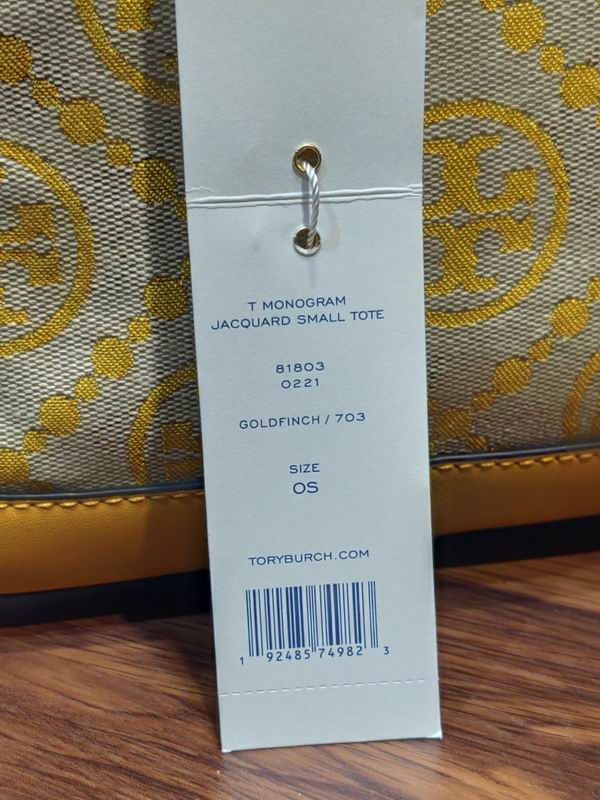 T MONOGRAM
JACQUARD SMALL TOTE
81803
0221
GOLDFINCH / 703
SIZE
OS
TORYBURCH.COM
1 92485 74982 3